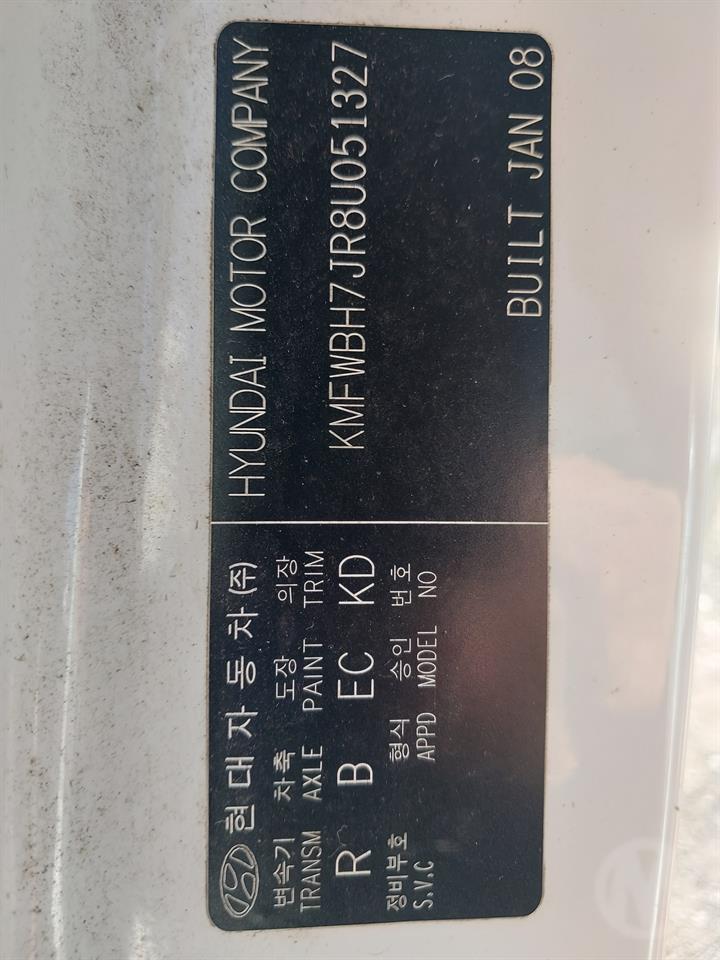 현대자동차(주) HYUNDAI MOTOR COMPANY
변속기 차축 도장 의장
TRANSM AXLE PAINT TRIM
R B EC KD KMFWBH7JR8U051327
정비부호 형식 승인 번호
S.V.C APPD MODEL NO
BUILT JAN 08